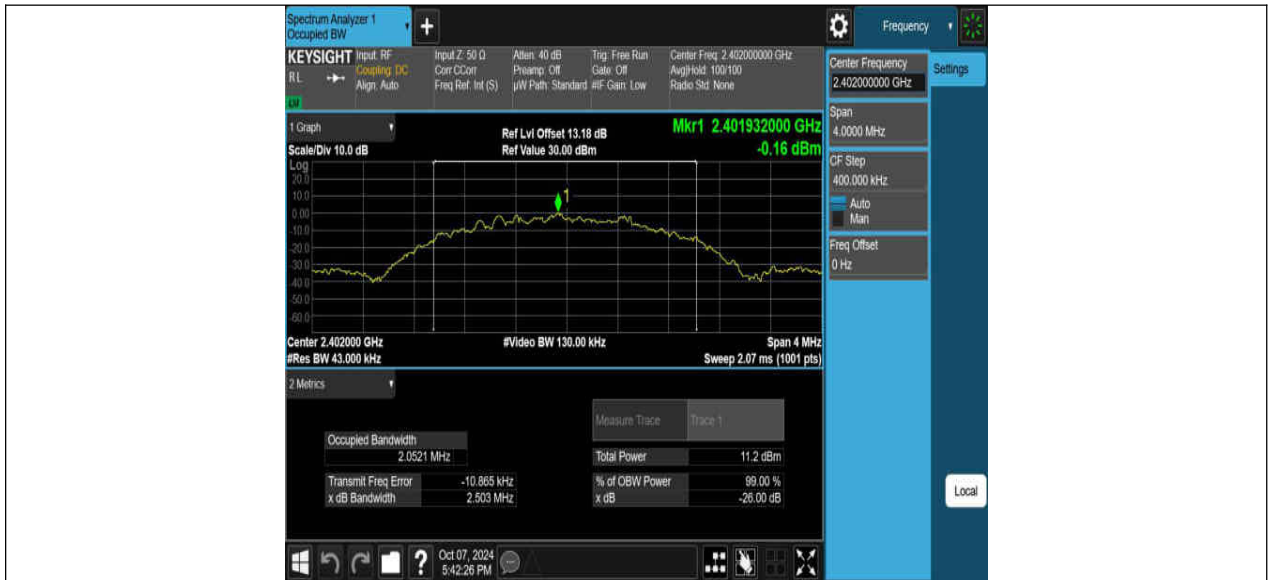 Spectrum Analyzer 1
Occupied BW
+
Frequency
KEYSIGHT Input: RF Input Z: 50 Ω Atten: 40 dB Trig: Free Run Center Freq: 2.402000000 GHz
RL Coupling: DC Corr CCorr Preamp: Off Gate: Off Avg|Hold: 100/100
Align: Auto Freq Ref: Int (S) µW Path: Standard #IF Gain: Low Radio Std: None
Center Frequency
2.402000000 GHz
Settings
Span
4.0000 MHz
CF Step
400.000 kHz
Auto
Man
Freq Offset
0 Hz
Local
1 Graph
Ref Lvl Offset 13.18 dB
Mkr1 2.401932000 GHz
Scale/Div 10.0 dB
Ref Value 30.00 dBm
-0.16 dBm
Log
20.0
10.0
1
0.00
-10.0
-20.0
-30.0
-40.0
-50.0
-60.0
Center 2.402000 GHz #Video BW 130.00 kHz Span 4 MHz
#Res BW 43.000 kHz Sweep 2.07 ms (1001 pts)
2 Metrics
Measure Trace Trace 1
Occupied Bandwidth
2.0521 MHz
Total Power 11.2 dBm
Transmit Freq Error -10.865 kHz % of OBW Power 99.00 %
x dB Bandwidth 2.503 MHz x dB -26.00 dB
?
Oct 07, 2024
5:42:26 PM